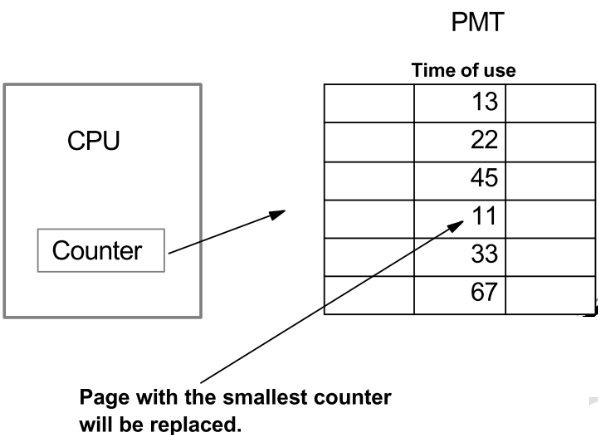 PMT
Time of use
13
CPU
22
45
11
Counter
33
67
Page with the smallest counter
will be replaced.